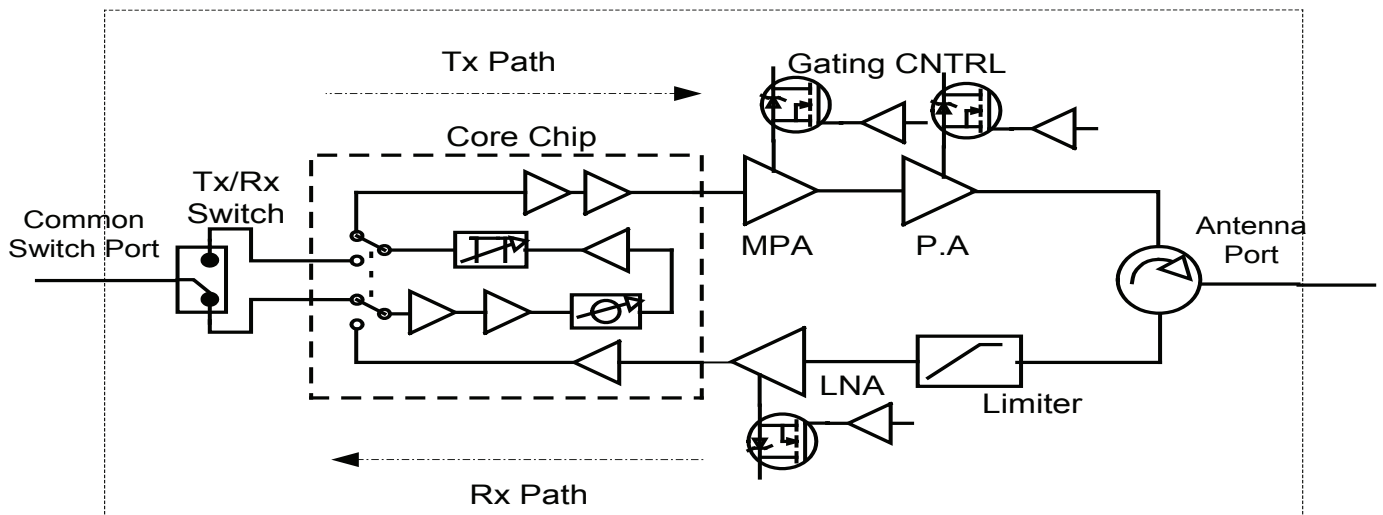 Tx Path
Gating CNTRL
Core Chip
Tx/Rx
Switch
Common
Switch Port
MPA
P.A
Antenna
Port
LNA
Limiter
Rx Path